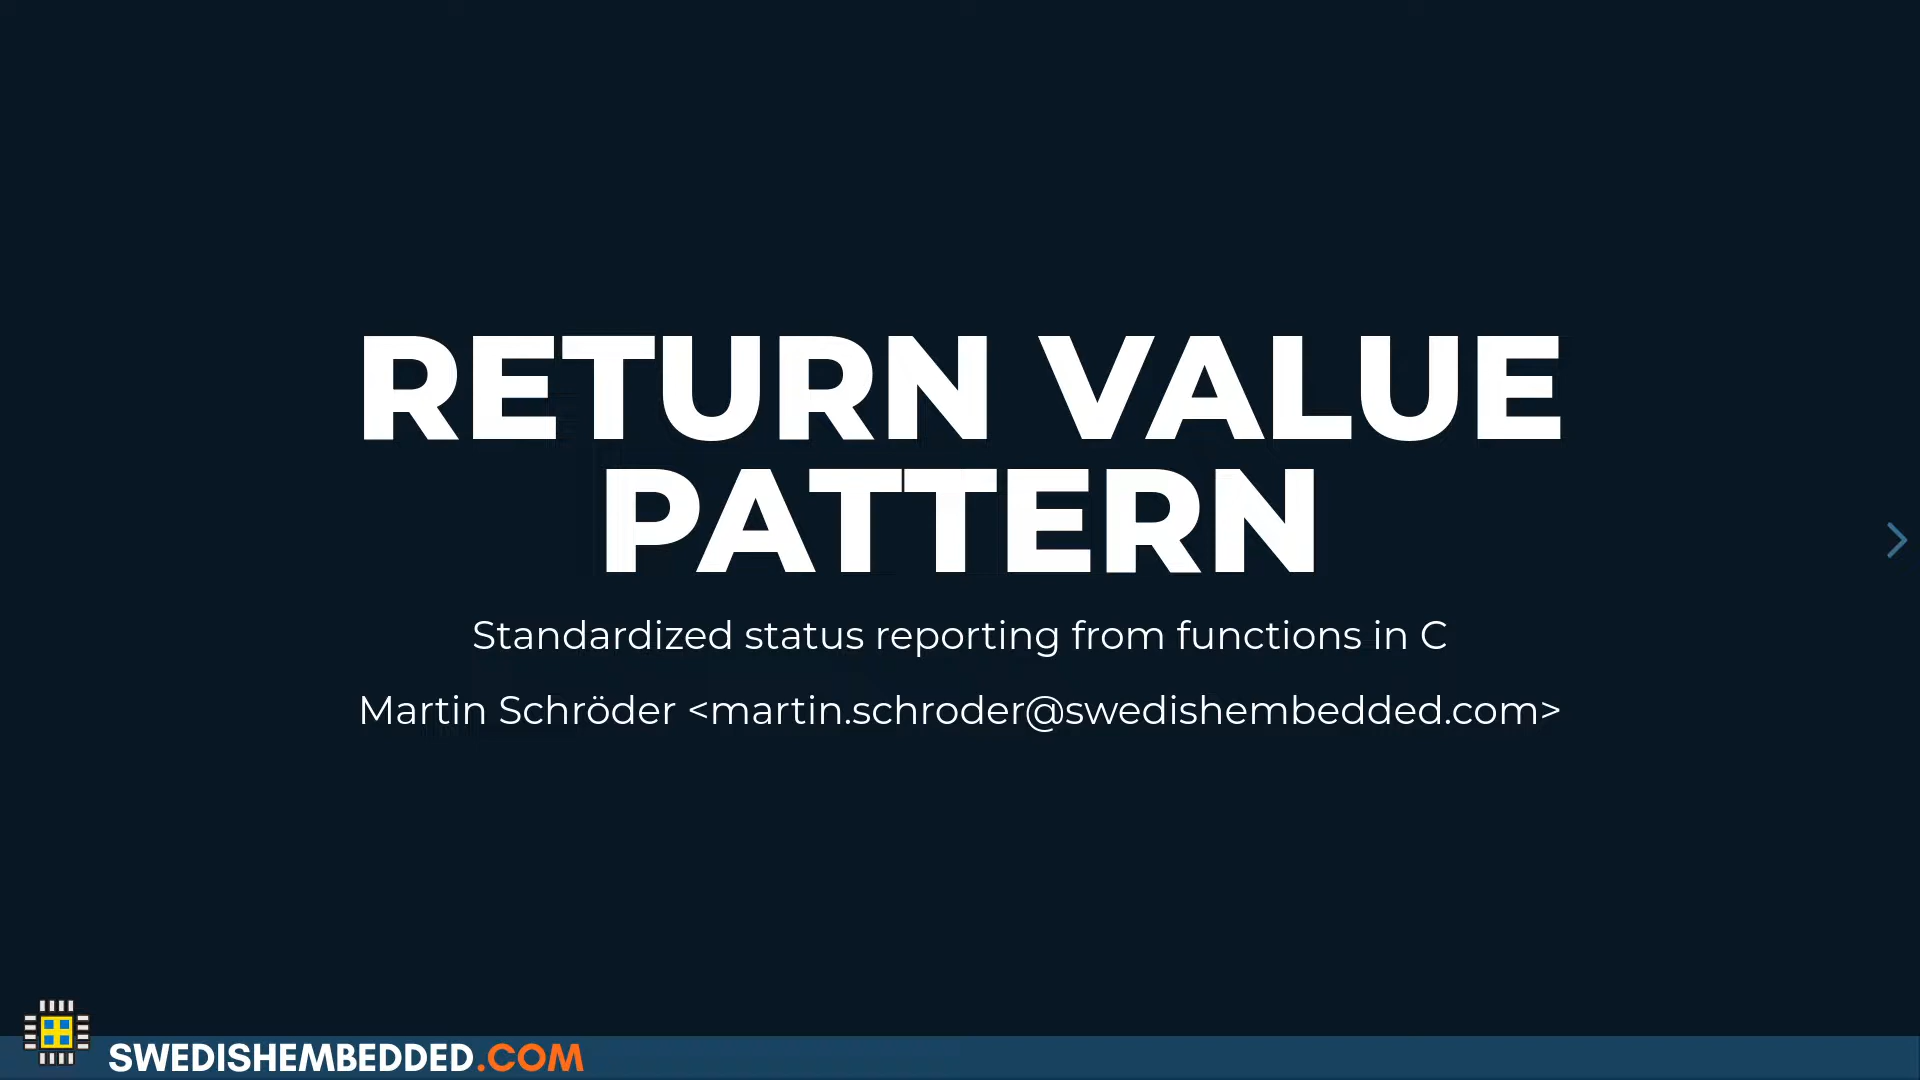 RETURN VALUE
PATTERN
Standardized status reporting from functions in C
Martin Schröder <martin.schroder@swedishembedded.com>
SWEDISHEMBEDDED.COM